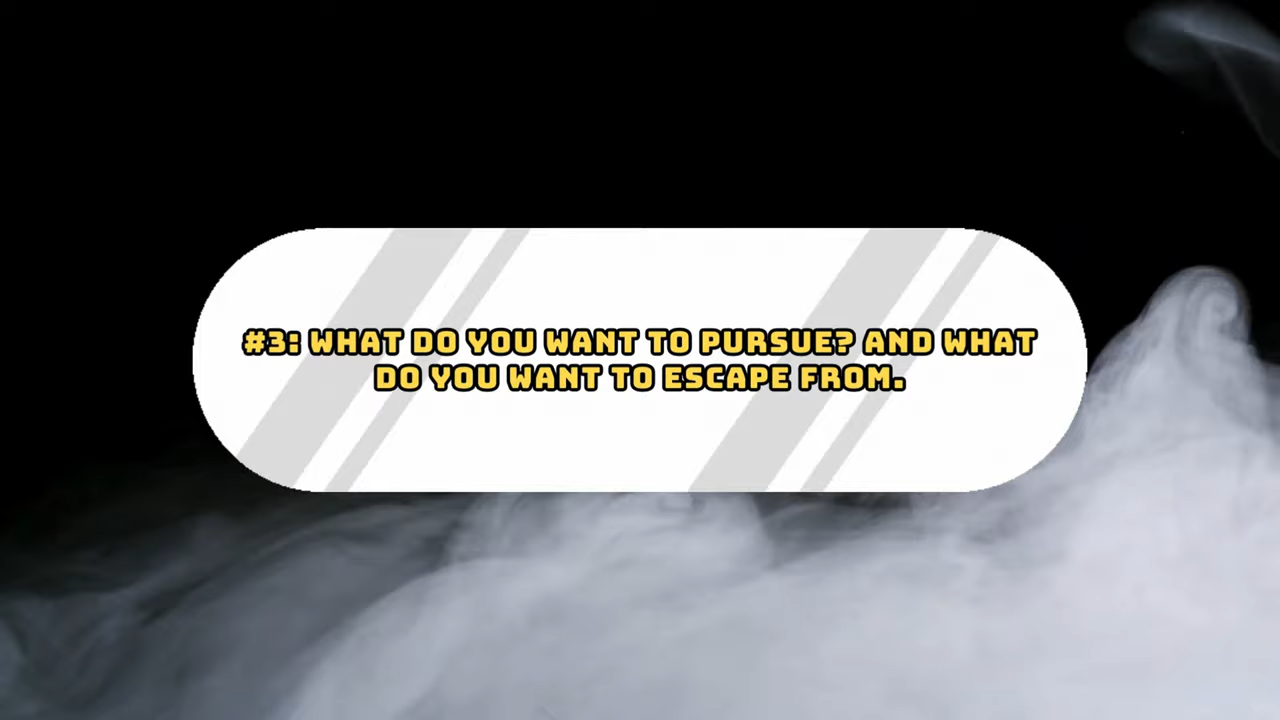 #3: WHAT DO YOU WANT TO PURSUE? AND WHAT
DO YOU WANT TO ESCAPE FROM.